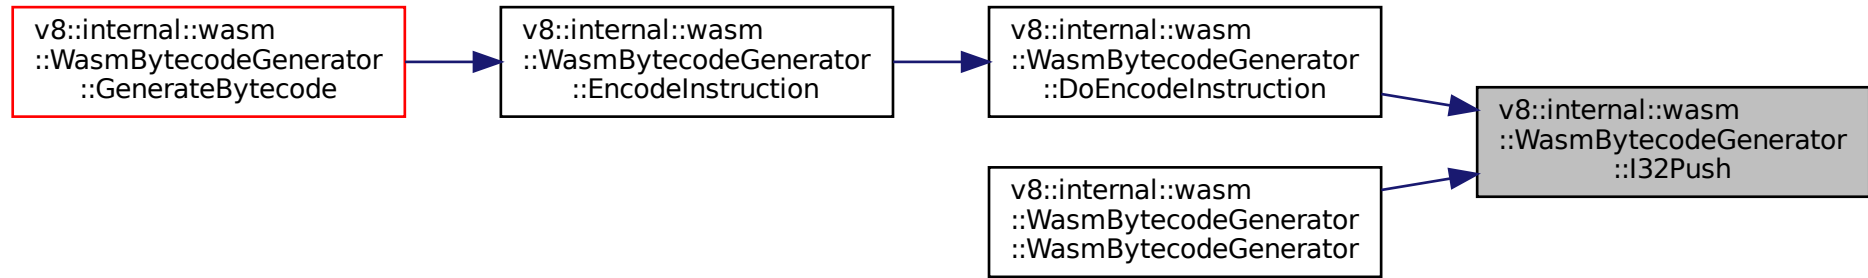 v8::internal::wasm
::WasmBytecodeGenerator
::GenerateBytecode
v8::internal::wasm
::WasmBytecodeGenerator
::EncodeInstruction
v8::internal::wasm
::WasmBytecodeGenerator
::DoEncodeInstruction
v8::internal::wasm
::WasmBytecodeGenerator
::I32Push
v8::internal::wasm
::WasmBytecodeGenerator
::WasmBytecodeGenerator